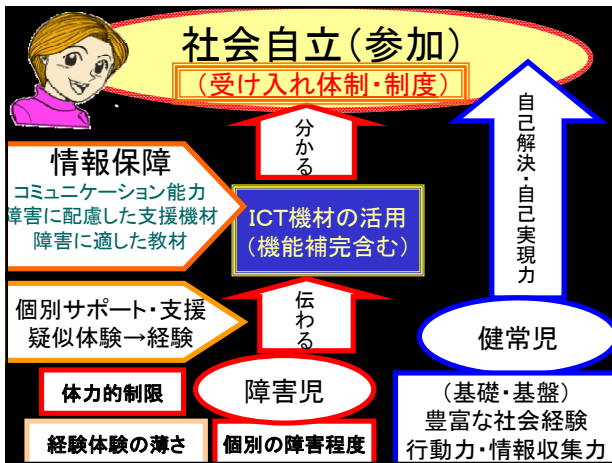 社会自立(参加)
(受け入れ体制・制度)
分かる
自己解決・自己実現力
情報保障
コミュニケーション能力
障害に配慮した支援機材
障害に適した教材
ICT機材の活用
(機能補完含む)
個別サポート・支援
疑似体験→経験
伝わる
健常児
体力的制限
障害児
(基礎・基盤)
豊富な社会経験
行動力・情報収集力
経験体験の薄さ
個別の障害程度